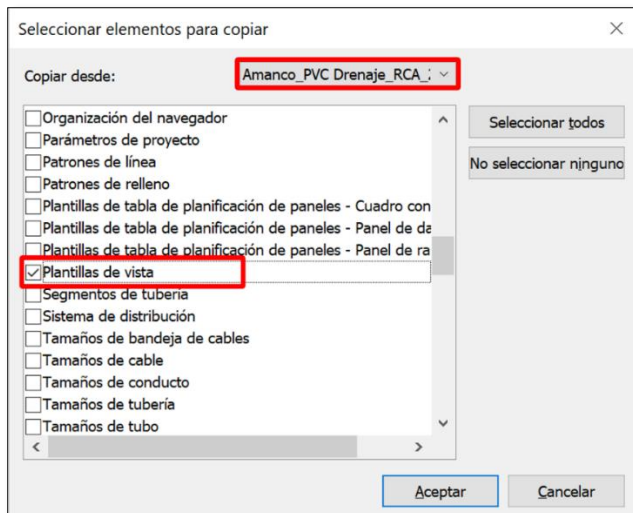 Seleccionar elementos para copiar
Copiar desde:
Amanco_PVC Drenaje_RCA_
Organización del navegador
Parámetros de proyecto
Patrones de línea
Patrones de relleno
Plantillas de tabla de planificación de paneles - Cuadro con
Plantillas de tabla de planificación de paneles - Panel de da
Plantillas de tabla de planificación de paneles - Panel de ra
Plantillas de vista
Segmentos de tubería
Sistema de distribución
Tamaños de bandeja de cables
Tamaños de cable
Tamaños de conducto
Tamaños de tubería
Tamaños de tubo
Seleccionar todos
No seleccionar ninguno
Aceptar
Cancelar